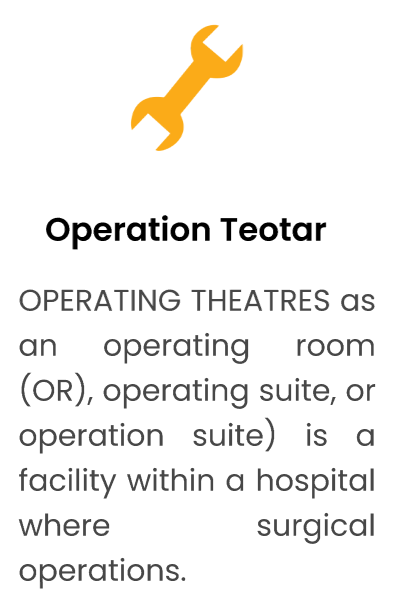 Operation Teotar
OPERATING THEATRES as
an operating room
(OR), operating suite, or
operation suite) is a
facility within a hospital
where surgical
operations.